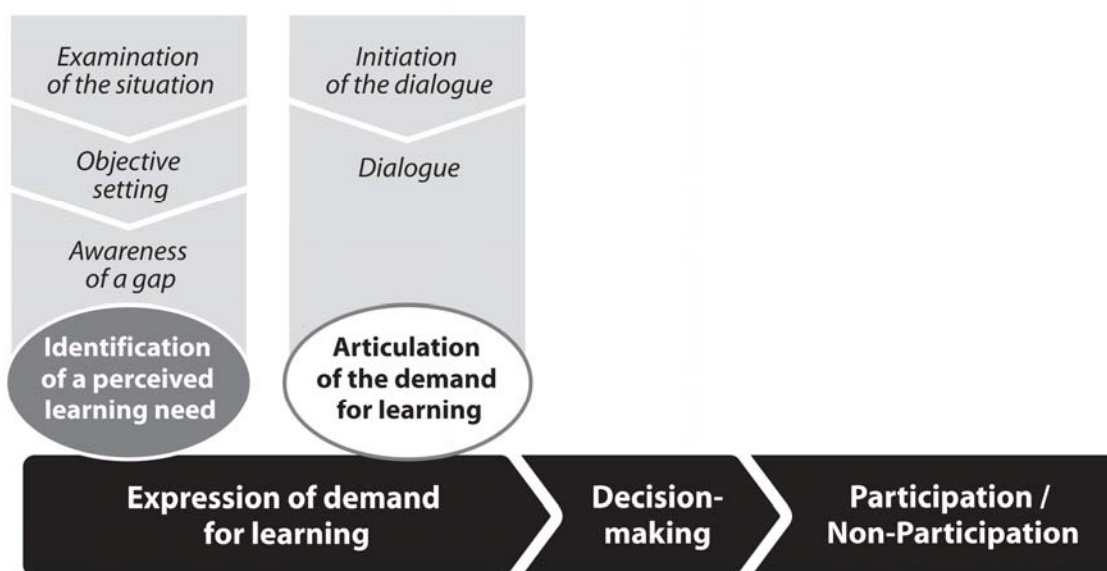 Examination
of the situation
Objective
setting
Awareness
of a gap
Identification
of a perceived
learning need
Initiation
of the dialogue
Dialogue
Articulation
of the demand
for learning
Expression of demand
for learning
Decision-
making
Participation /
Non-Participation